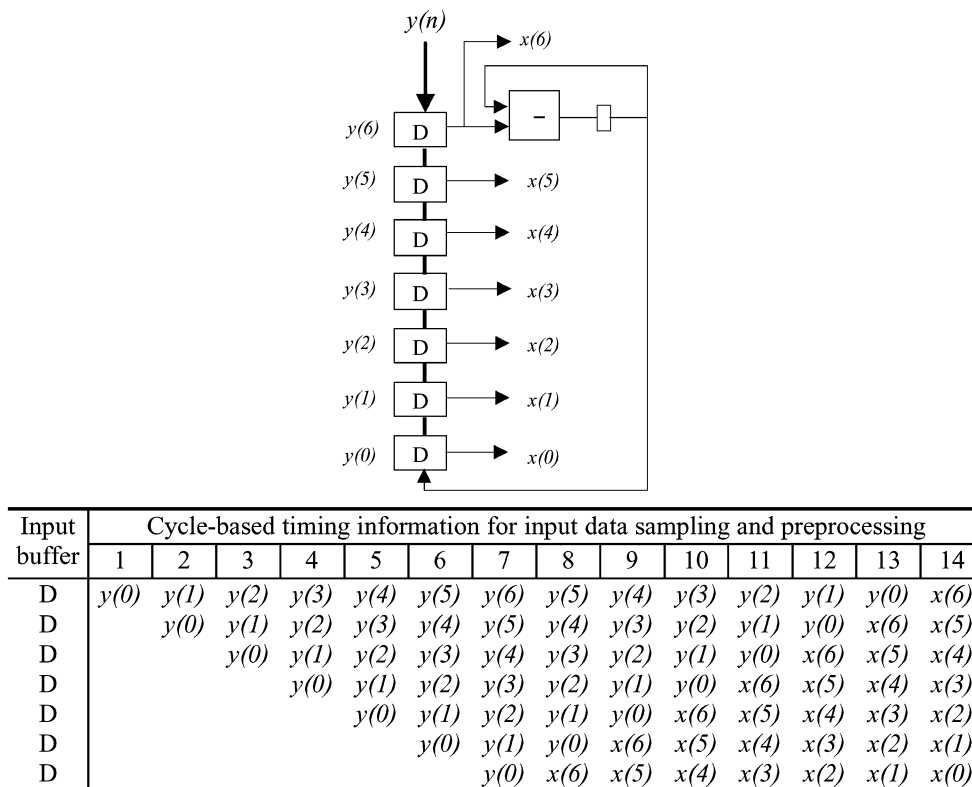 y(n)
x(6)
y(6) D −
y(5) D x(5)
y(4) D x(4)
y(3) D x(3)
y(2) D x(2)
y(1) D x(1)
y(0) D x(0)
Input buffer Cycle-based timing information for input data sampling and preprocessing
1 2 3 4 5 6 7 8 9 10 11 12 13 14
D y(0) y(1) y(2) y(3) y(4) y(5) y(6) y(5) y(4) y(3) y(2) y(1) y(0) x(6)
D y(0) y(1) y(2) y(3) y(4) y(5) y(4) y(3) y(2) y(1) y(0) x(6) x(5)
D y(0) y(1) y(2) y(3) y(4) y(3) y(2) y(1) y(0) x(6) x(5) x(4)
D y(0) y(1) y(2) y(3) y(2) y(1) y(0) x(6) x(5) x(4) x(3)
D y(0) y(1) y(2) y(1) y(0) x(6) x(5) x(4) x(3) x(2)
D y(0) y(1) y(0) x(6) x(5) x(4) x(3) x(2) x(1)
D y(0) x(6) x(5) x(4) x(3) x(2) x(1) x(0)